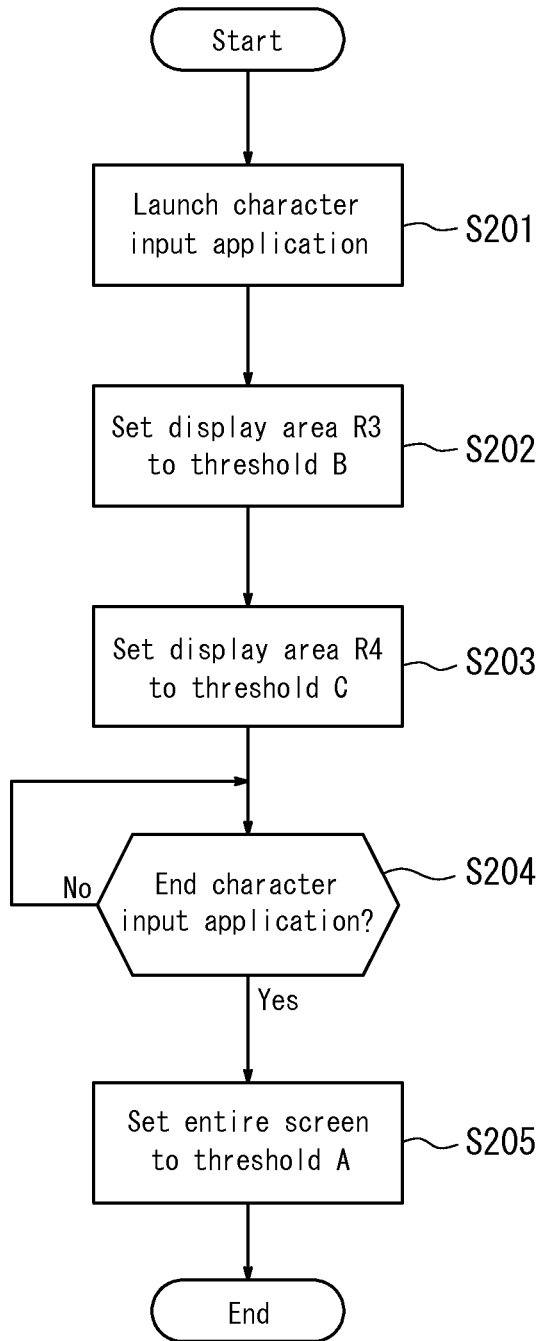 Start
Launch character
input application
S201
Set display area R3
to threshold B
S202
Set display area R4
to threshold C
S203
End character
input application?
S204
No
Yes
Set entire screen
to threshold A
S205
End